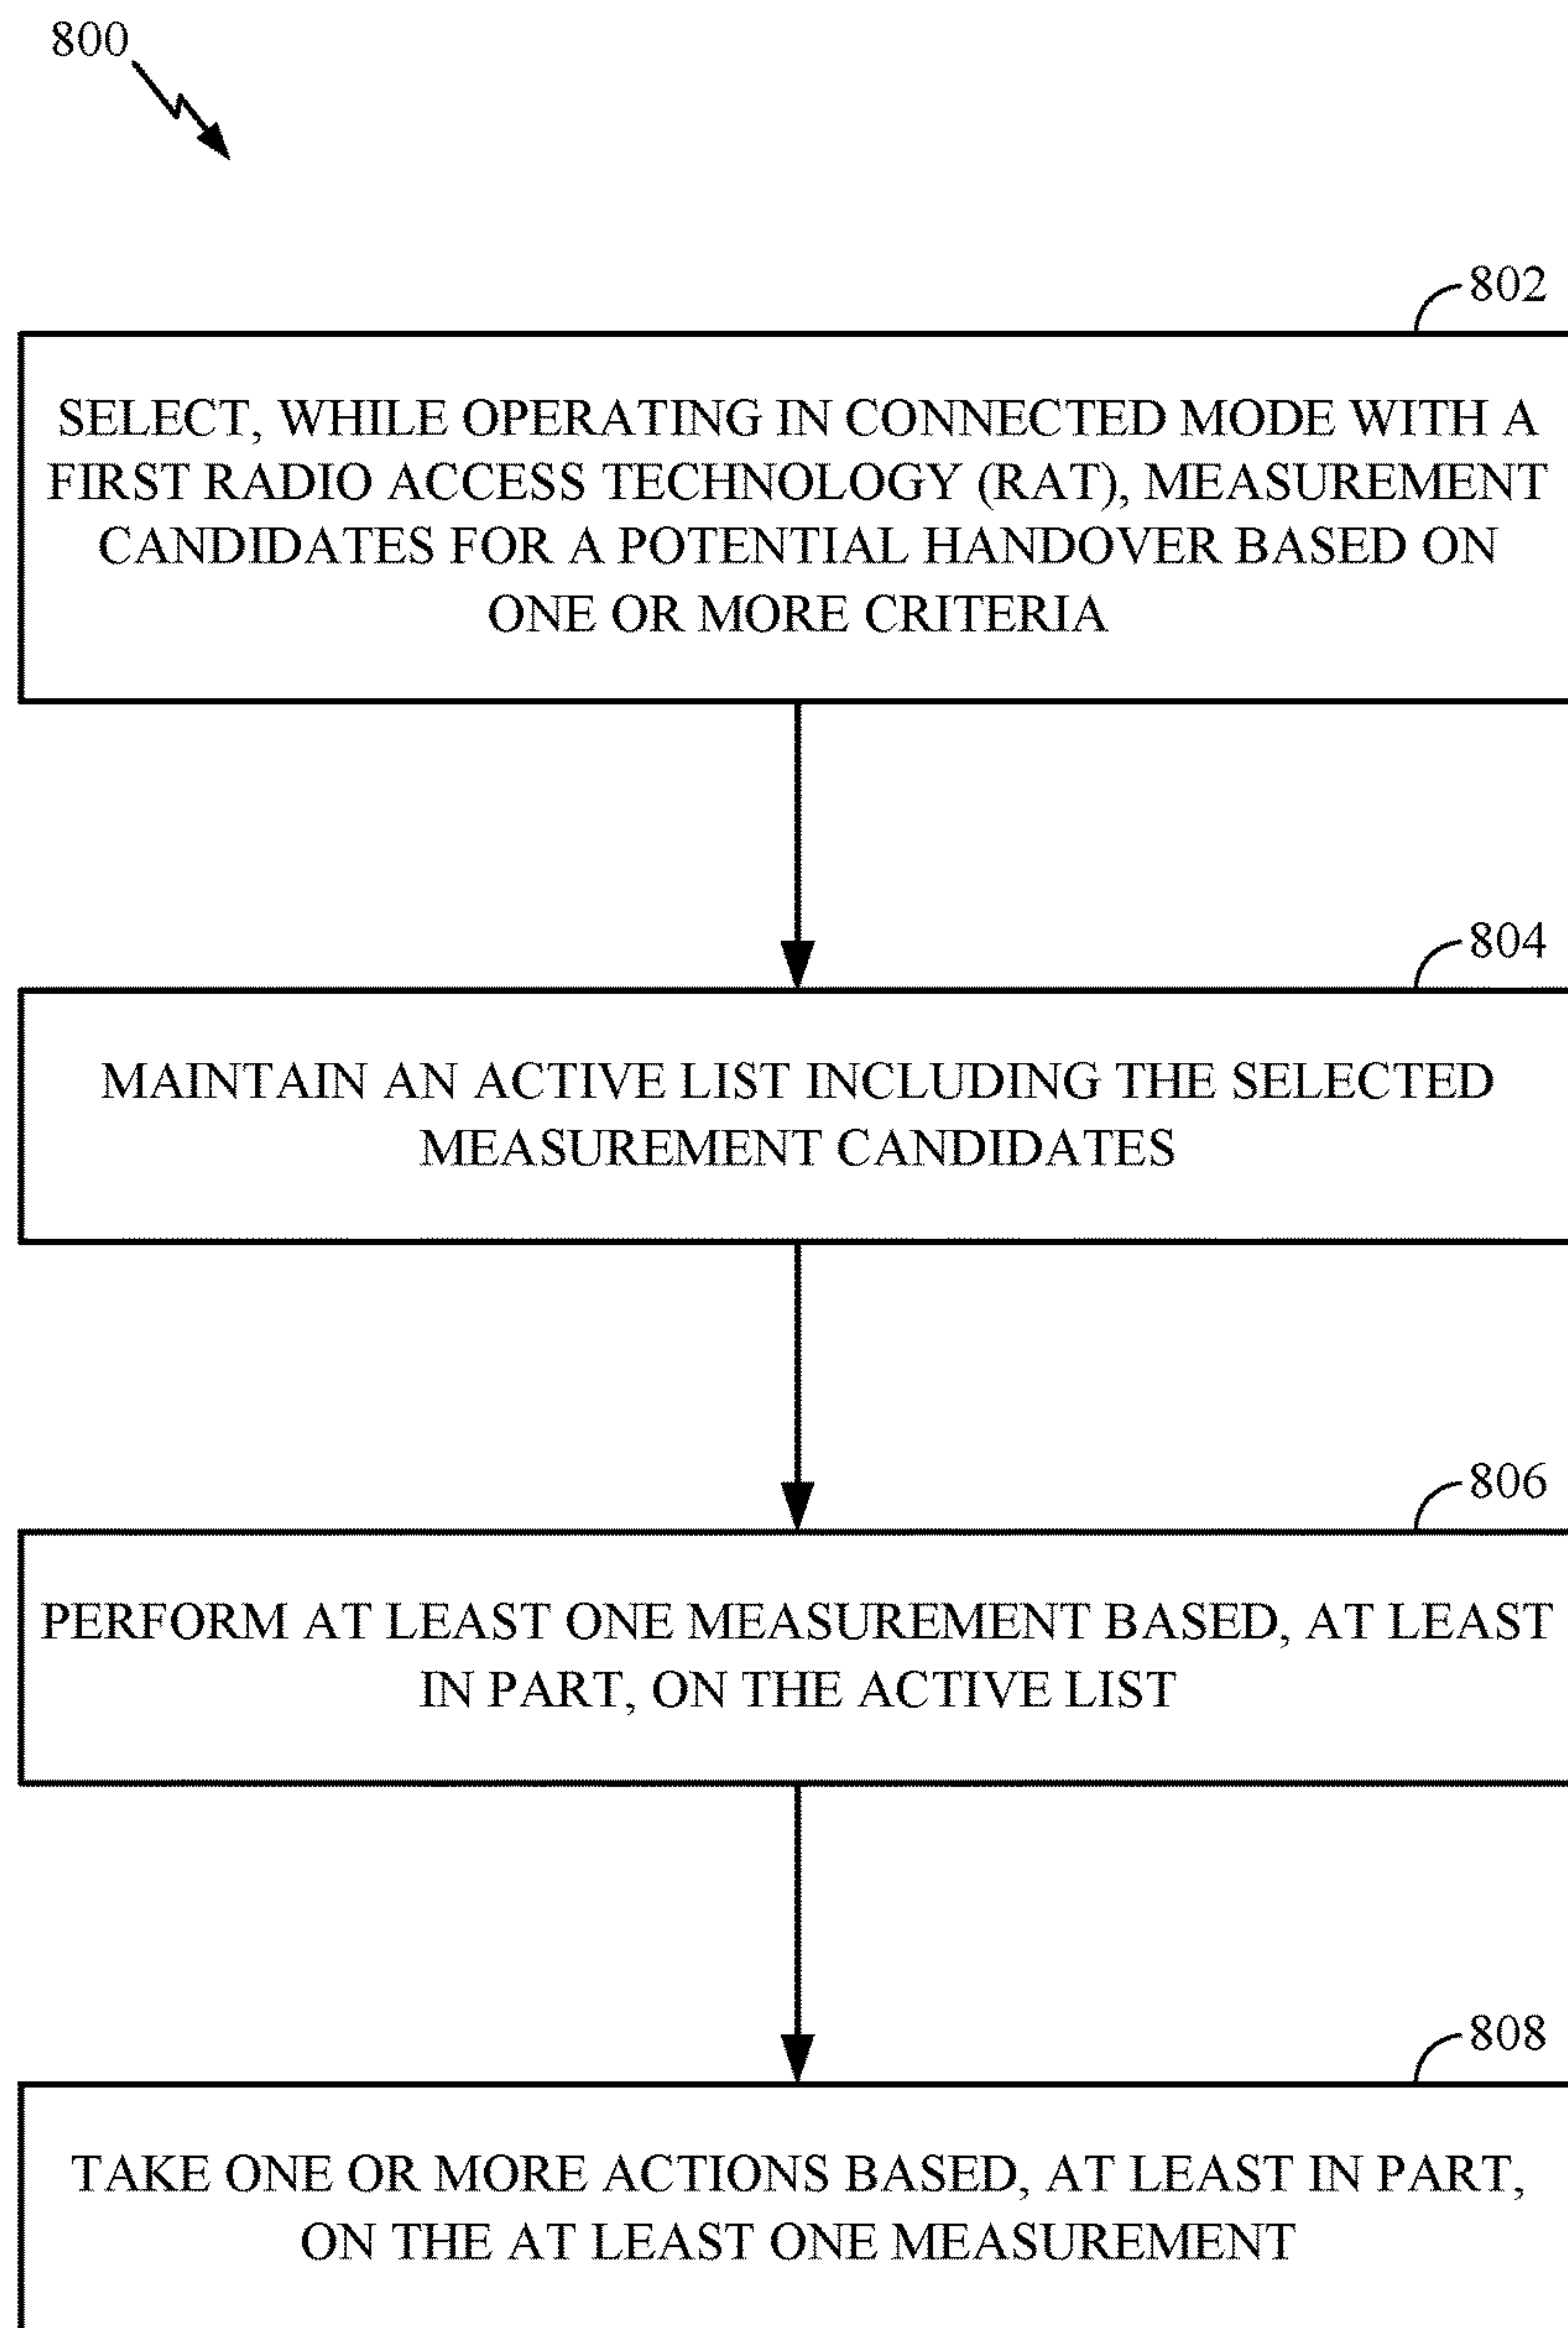 800
802
SELECT, WHILE OPERATING IN CONNECTED MODE WITH A
FIRST RADIO ACCESS TECHNOLOGY (RAT), MEASUREMENT
CANDIDATES FOR A POTENTIAL HANDOVER BASED ON
ONE OR MORE CRITERIA
804
MAINTAIN AN ACTIVE LIST INCLUDING THE SELECTED
MEASUREMENT CANDIDATES
806
PERFORM AT LEAST ONE MEASUREMENT BASED, AT LEAST
IN PART, ON THE ACTIVE LIST
808
TAKE ONE OR MORE ACTIONS BASED, AT LEAST IN PART,
ON THE AT LEAST ONE MEASUREMENT